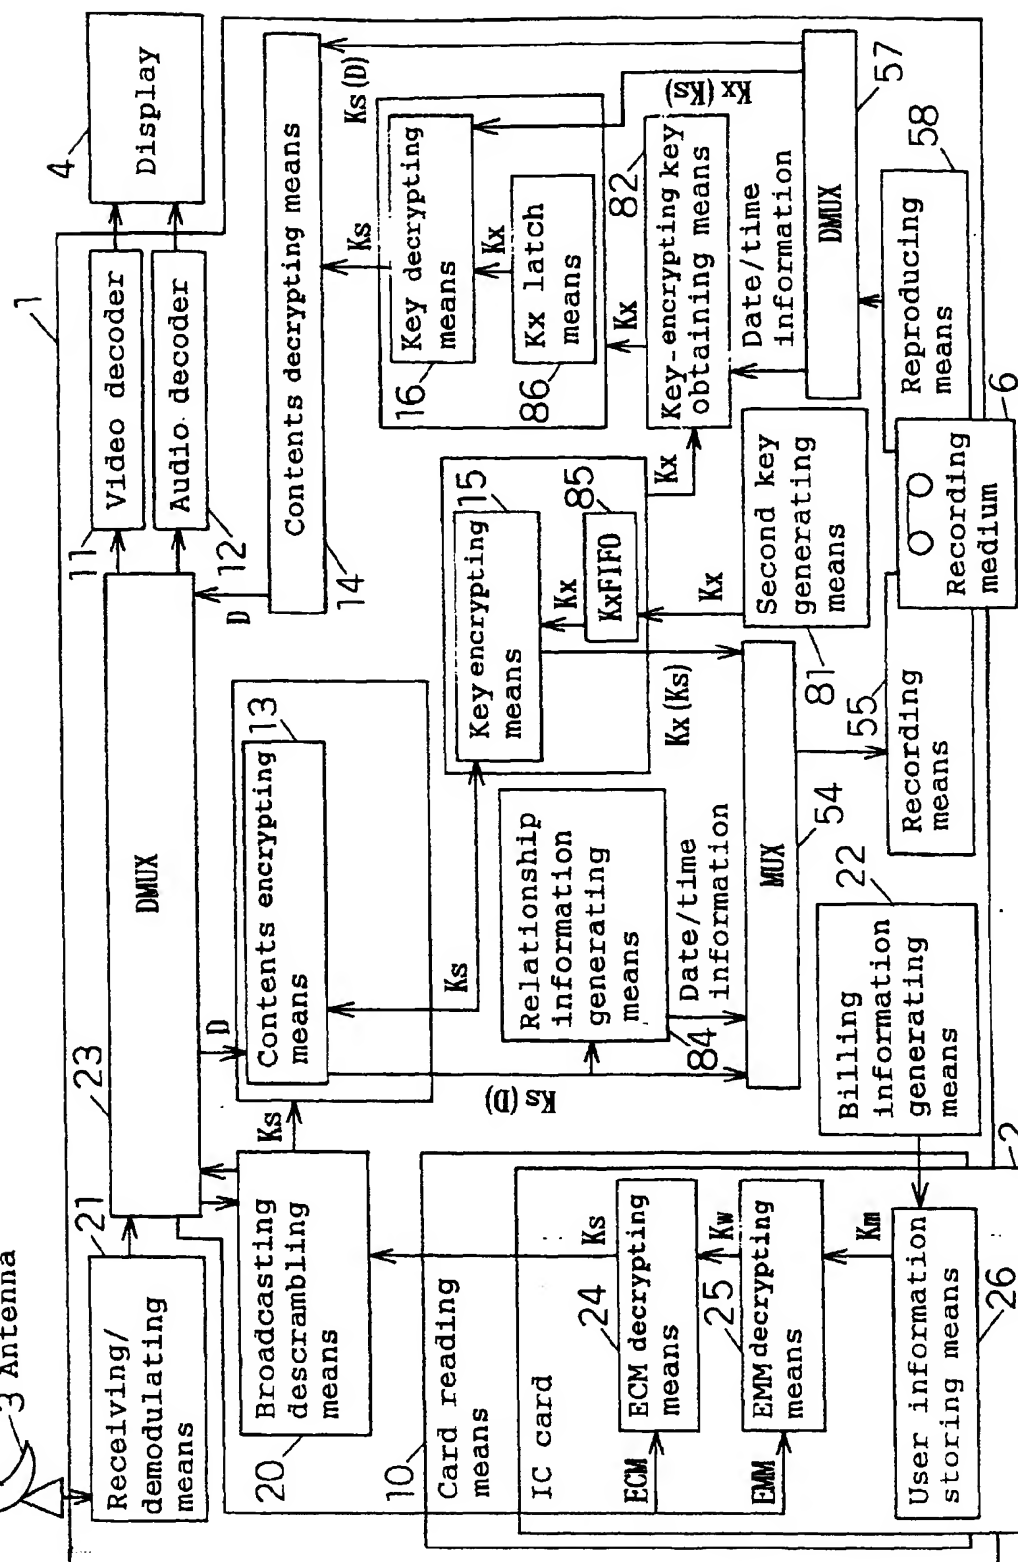 3 Antenna
1
Receiving/
demodulating
means
21
23
DMUX
11
Video decoder
Audio decoder
12
4
Display
D
D
Broadcasting
descrambling
means
20
Ks
Contents encrypting
means
13
Contents decrypting means
14
Ks
Ks(D)
Key decrypting
means
16
Kx
Kx latch
means
86
Kx(Ks)
Kx
10
Card reading
means
IC card
Ks
ECM
ECM decrypting
means
24
Kw
EMM
EMM decrypting
means
25
Km
User information
storing means
26
2
Ks(D)
Ks
Key encrypting
means
15
Kx
KxFIFO
85
Kx
Kx
Kx(Ks)
Relationship
information
generating
means
84
Date/time
information
Key-encrypting key
obtaining means
82
Date/time
information
Second key
generating
means
81
MUX
54
DMUX
57
Billing
information
generating
means
22
Recording
means
55
Reproducing
means
58
Recording
medium
6